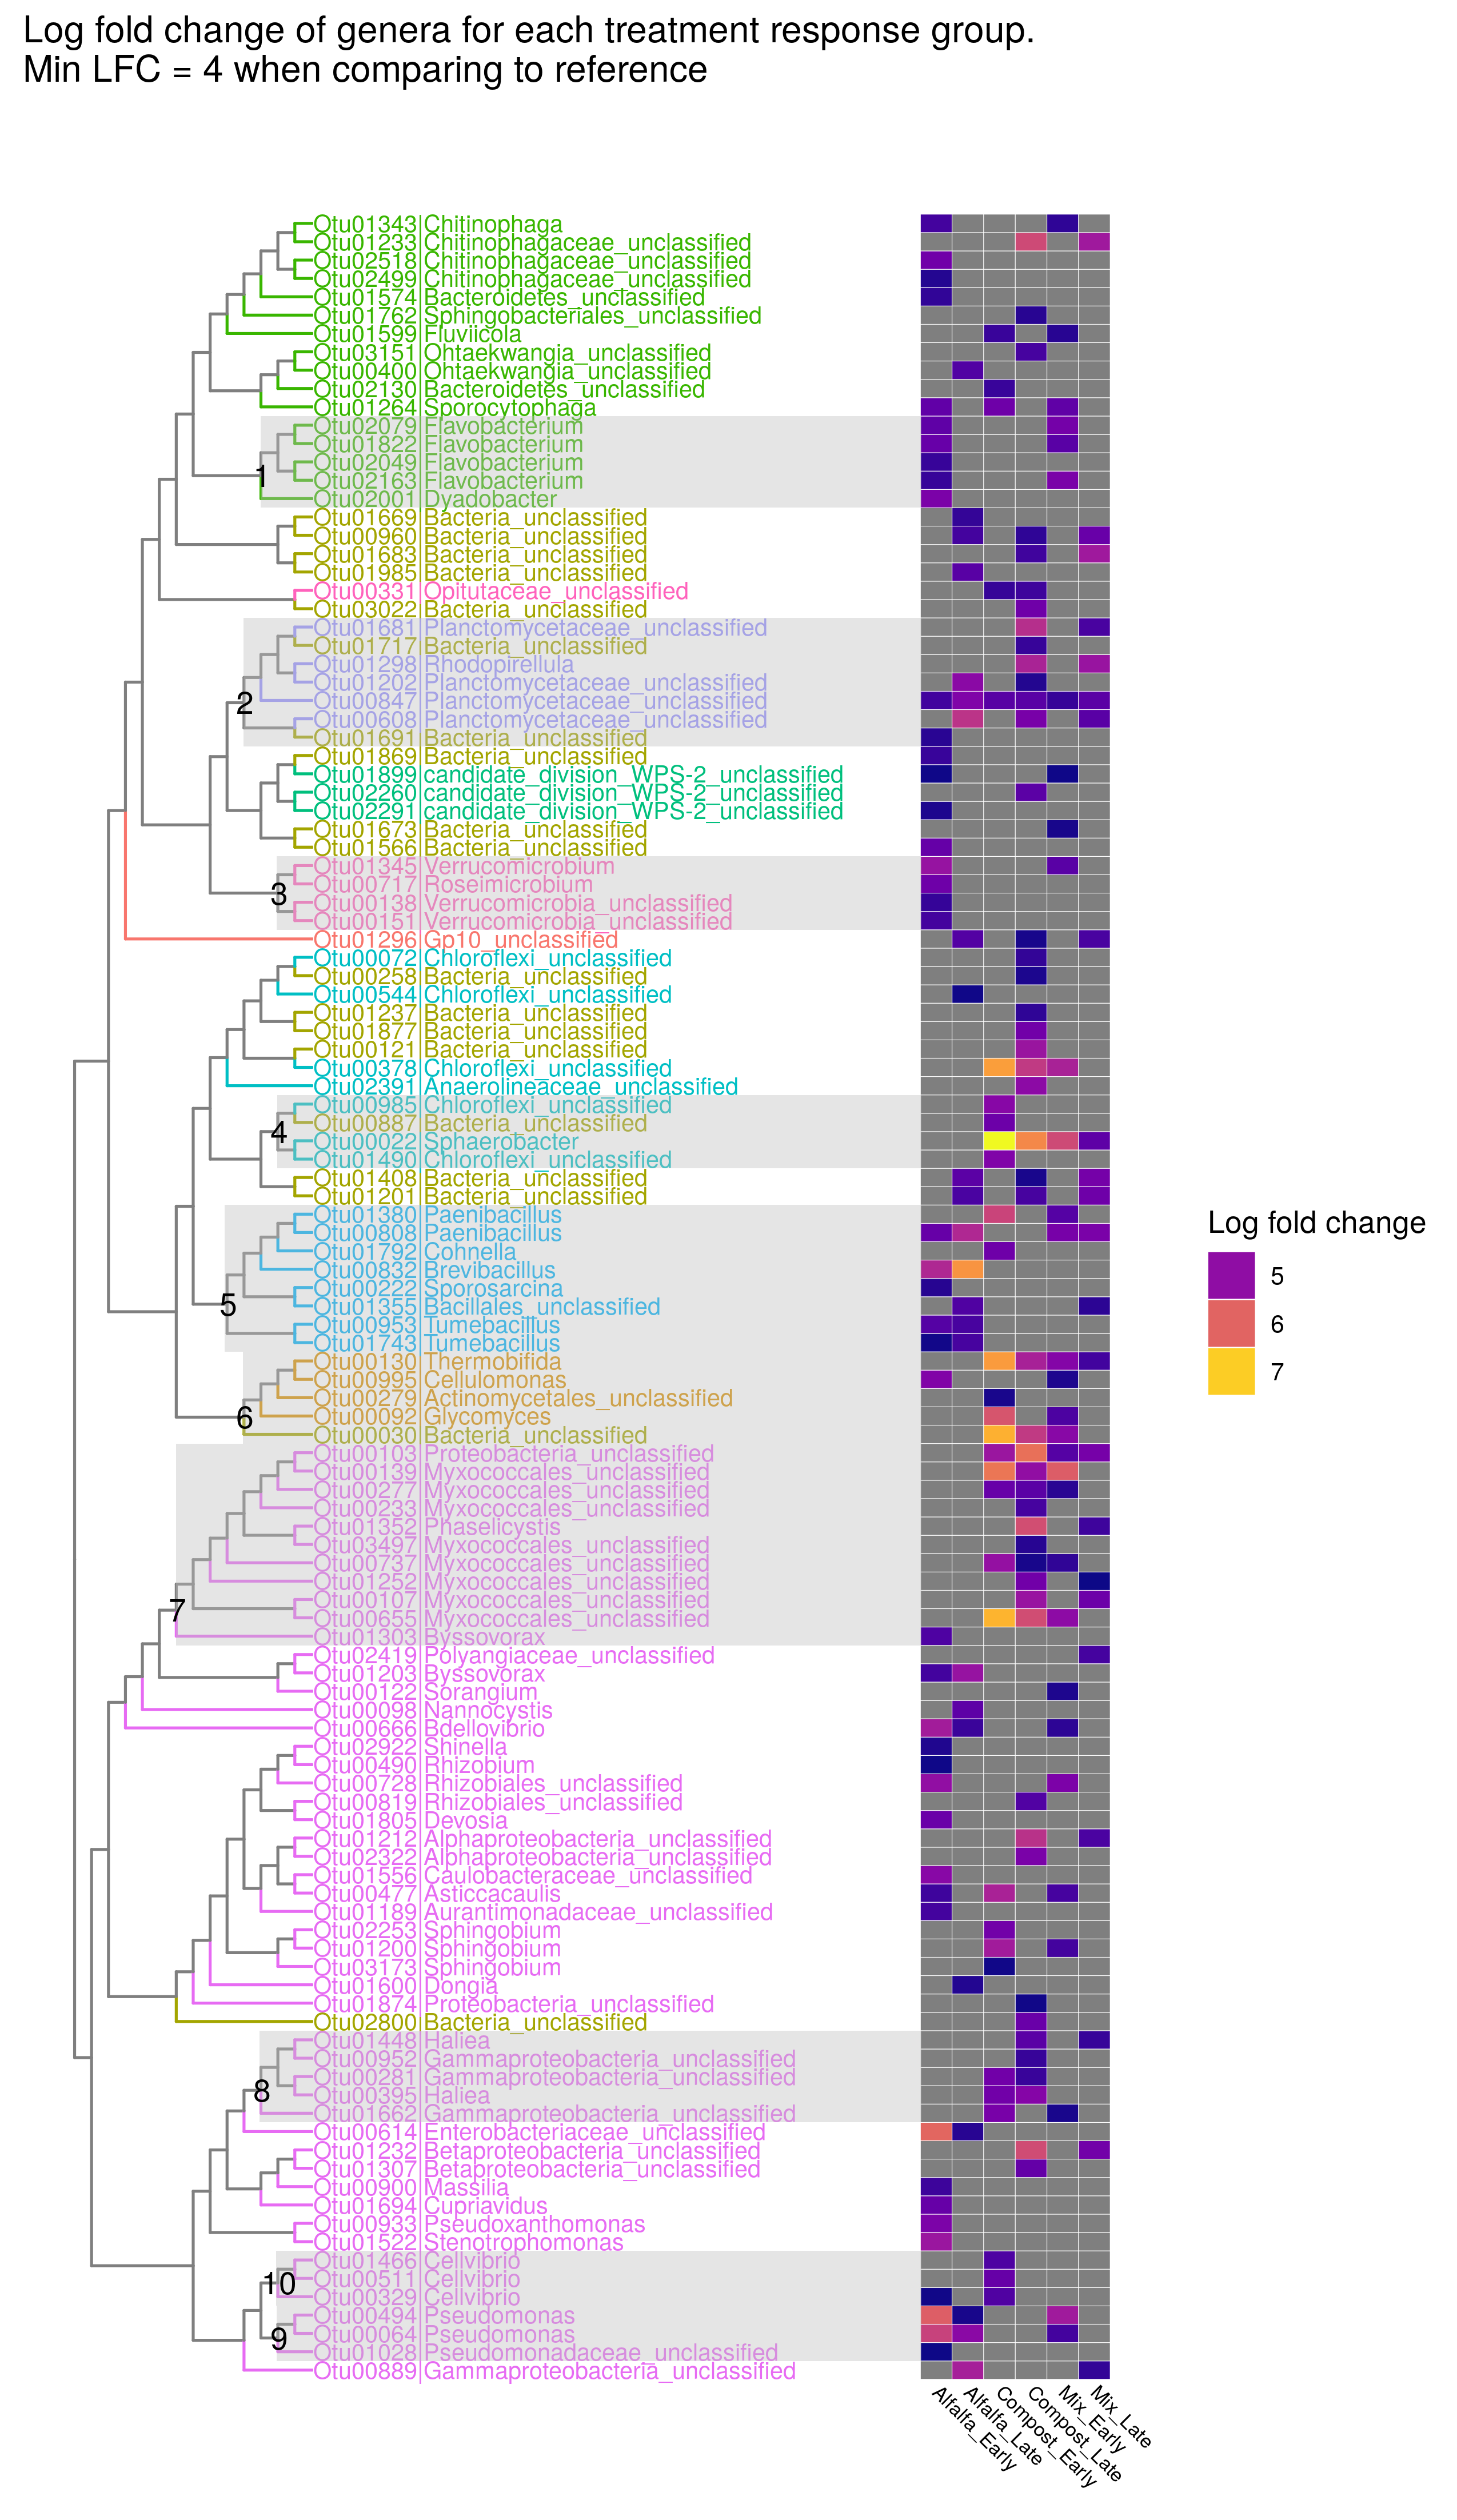 Log fold change of genera for each treatment response group.
Min LFC = 4 when comparing to reference
Otu01343|Chitinophaga
Otu01233|Chitinophagaceae_unclassified
Otu02518|Chitinophagaceae_unclassified
Otu02499|Chitinophagaceae_unclassified
Otu01574|Bacteroidetes_unclassified
Otu01762|Sphingobacteriales_unclassified
Otu01599|Fluviicola
Otu03151|Ohtaekwangia_unclassified
Otu00400|Ohtaekwangia_unclassified
Otu02130|Bacteroidetes_unclassified
Otu01264|Sporocytophaga
Otu02079|Flavobacterium
Otu01822|Flavobacterium
1
Otu02049|Flavobacterium
Otu02163|Flavobacterium
Otu02001|Dyadobacter
Otu01669|Bacteria_unclassified
Otu00960|Bacteria_unclassified
Otu01683|Bacteria_unclassified
Otu01985|Bacteria_unclassified
Otu00331|Opitutaceae_unclassified
Otu03022|Bacteria_unclassified
Otu01681|Planctomycetaceae_unclassified
Otu01717|Bacteria_unclassified
Otu01298|Rhodopirellula
Otu01202|Planctomycetaceae_unclassified
2
Otu00847|Planctomycetaceae_unclassified
Otu00608|Planctomycetaceae_unclassified
Otu01691|Bacteria_unclassified
Otu01869|Bacteria_unclassified
Otu01899|candidate_division_WPS-2_unclassified
Otu02260|candidate_division_WPS-2_unclassified
Otu02291|candidate_division_WPS-2_unclassified
Otu01673|Bacteria_unclassified
Otu01566|Bacteria_unclassified
Otu01345|Verrucomicrobium
Otu00717|Roseimicrobium
3
Otu00138|Verrucomicrobia_unclassified
Otu00151|Verrucomicrobia_unclassified
Otu01296|Gp10_unclassified
Otu00072|Chloroflexi_unclassified
Otu00258|Bacteria_unclassified
Otu00544|Chloroflexi_unclassified
Otu01237|Bacteria_unclassified
Otu01877|Bacteria_unclassified
Otu00121|Bacteria_unclassified
Otu00378|Chloroflexi_unclassified
Otu02391|Anaerolineaceae_unclassified
Otu00985|Chloroflexi_unclassified
Otu00887|Bacteria_unclassified
4
Otu00022|Sphaerobacter
Otu01490|Chloroflexi_unclassified
Otu01408|Bacteria_unclassified
Otu01201|Bacteria_unclassified
Otu01380|Paenibacillus
Otu00808|Paenibacillus
Otu01792|Cohnella
Otu00832|Brevibacillus
Otu00222|Sporosarcina
5
Otu01355|Bacillales_unclassified
Otu00953|Tumebacillus
Otu01743|Tumebacillus
Otu00130|Thermobifida
Otu00995|Cellulomonas
Otu00279|Actinomycetales_unclassified
6
Otu00092|Glycomyces
Otu00030|Bacteria_unclassified
Otu00103|Proteobacteria_unclassified
Otu00139|Myxococcales_unclassified
Otu00277|Myxococcales_unclassified
Otu00233|Myxococcales_unclassified
Otu01352|Phaselicystis
Otu03497|Myxococcales_unclassified
Otu00737|Myxococcales_unclassified
Otu01252|Myxococcales_unclassified
7
Otu00107|Myxococcales_unclassified
Otu00655|Myxococcales_unclassified
Otu01303|Byssovorax
Otu02419|Polyangiaceae_unclassified
Otu01203|Byssovorax
Otu00122|Sorangium
Otu00098|Nannocystis
Otu00666|Bdellovibrio
Otu02922|Shinella
Otu00490|Rhizobium
Otu00728|Rhizobiales_unclassified
Otu00819|Rhizobiales_unclassified
Otu01805|Devosia
Otu01212|Alphaproteobacteria_unclassified
Otu02322|Alphaproteobacteria_unclassified
Otu01556|Caulobacteraceae_unclassified
Otu00477|Asticcacaulis
Otu01189|Aurantimonadaceae_unclassified
Otu02253|Sphingobium
Otu01200|Sphingobium
Otu03173|Sphingobium
Otu01600|Dongia
Otu01874|Proteobacteria_unclassified
Otu02800|Bacteria_unclassified
Otu01448|Haliea
Otu00952|Gammaproteobacteria_unclassified
Otu00281|Gammaproteobacteria_unclassified
8
Otu00395|Haliea
Otu01662|Gammaproteobacteria_unclassified
Otu00614|Enterobacteriaceae_unclassified
Otu01232|Betaproteobacteria_unclassified
Otu01307|Betaproteobacteria_unclassified
Otu00900|Massilia
Otu01694|Cupriavidus
Otu00933|Pseudoxanthomonas
Otu01522|Stenotrophomonas
Otu01466|Cellvibrio
10
Otu00511|Cellvibrio
Otu00329|Cellvibrio
Otu00494|Pseudomonas
9
Otu00064|Pseudomonas
Otu01028|Pseudomonadaceae_unclassified
Otu00889|Gammaproteobacteria_unclassified
Alfalfa_Early
Alfalfa_Late
Compost_Early
Compost_Late
Mix_Early
Mix_Late
Log fold change
5
6
7